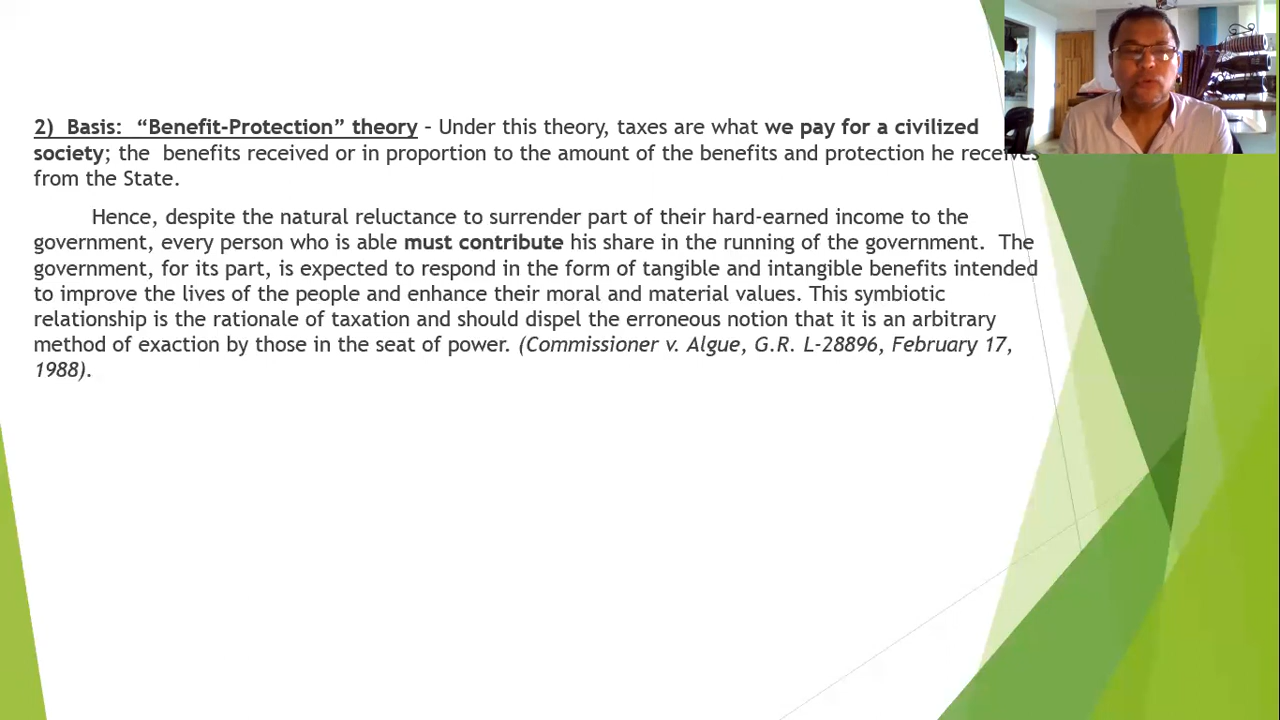 2) Basis: “Benefit-Protection” theory – Under this theory, taxes are what we pay for a civilized
society; the benefits received or in proportion to the amount of the benefits and protection he receives
from the State.
Hence, despite the natural reluctance to surrender part of their hard-earned income to the
government, every person who is able must contribute his share in the running of the government. The
government, for its part, is expected to respond in the form of tangible and intangible benefits intended
to improve the lives of the people and enhance their moral and material values. This symbiotic
relationship is the rationale of taxation and should dispel the erroneous notion that it is an arbitrary
method of exaction by those in the seat of power. (Commissioner v. Algue, G.R. L-28896, February 17,
1988).